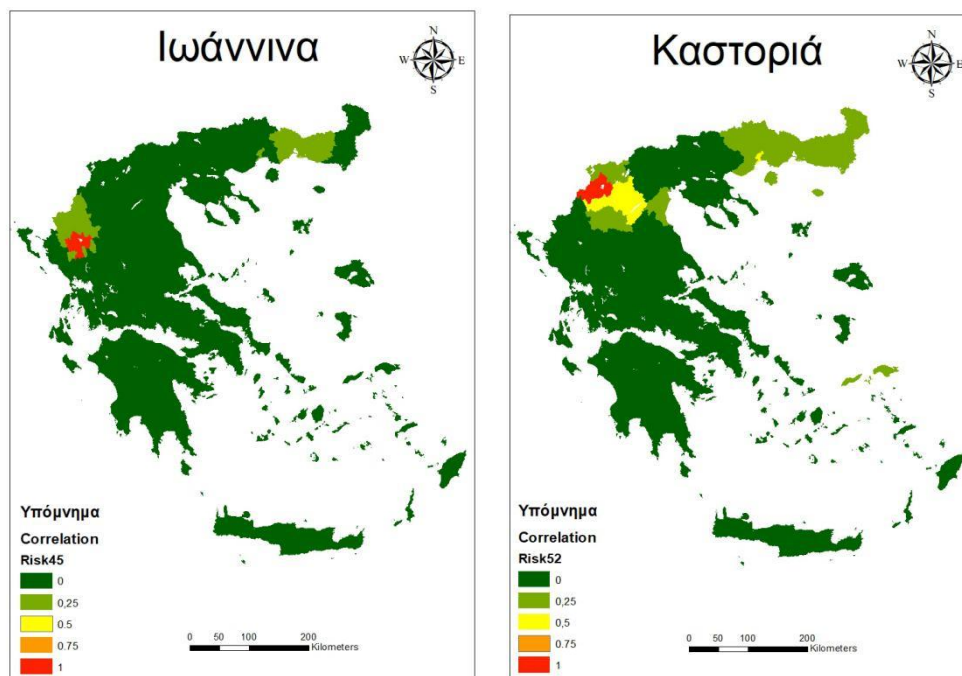 Ιωάννινα
N
W E
S
Υπόμνημα
Correlation
Risk45
0
0,25
0.5
0.75
1
0 50 100 200
Kilometers
Καστοριά
N
W E
S
Υπόμνημα
Correlation
Risk52
0
0,25
0,5
0.75
1
0 50 100 200
Kilometers